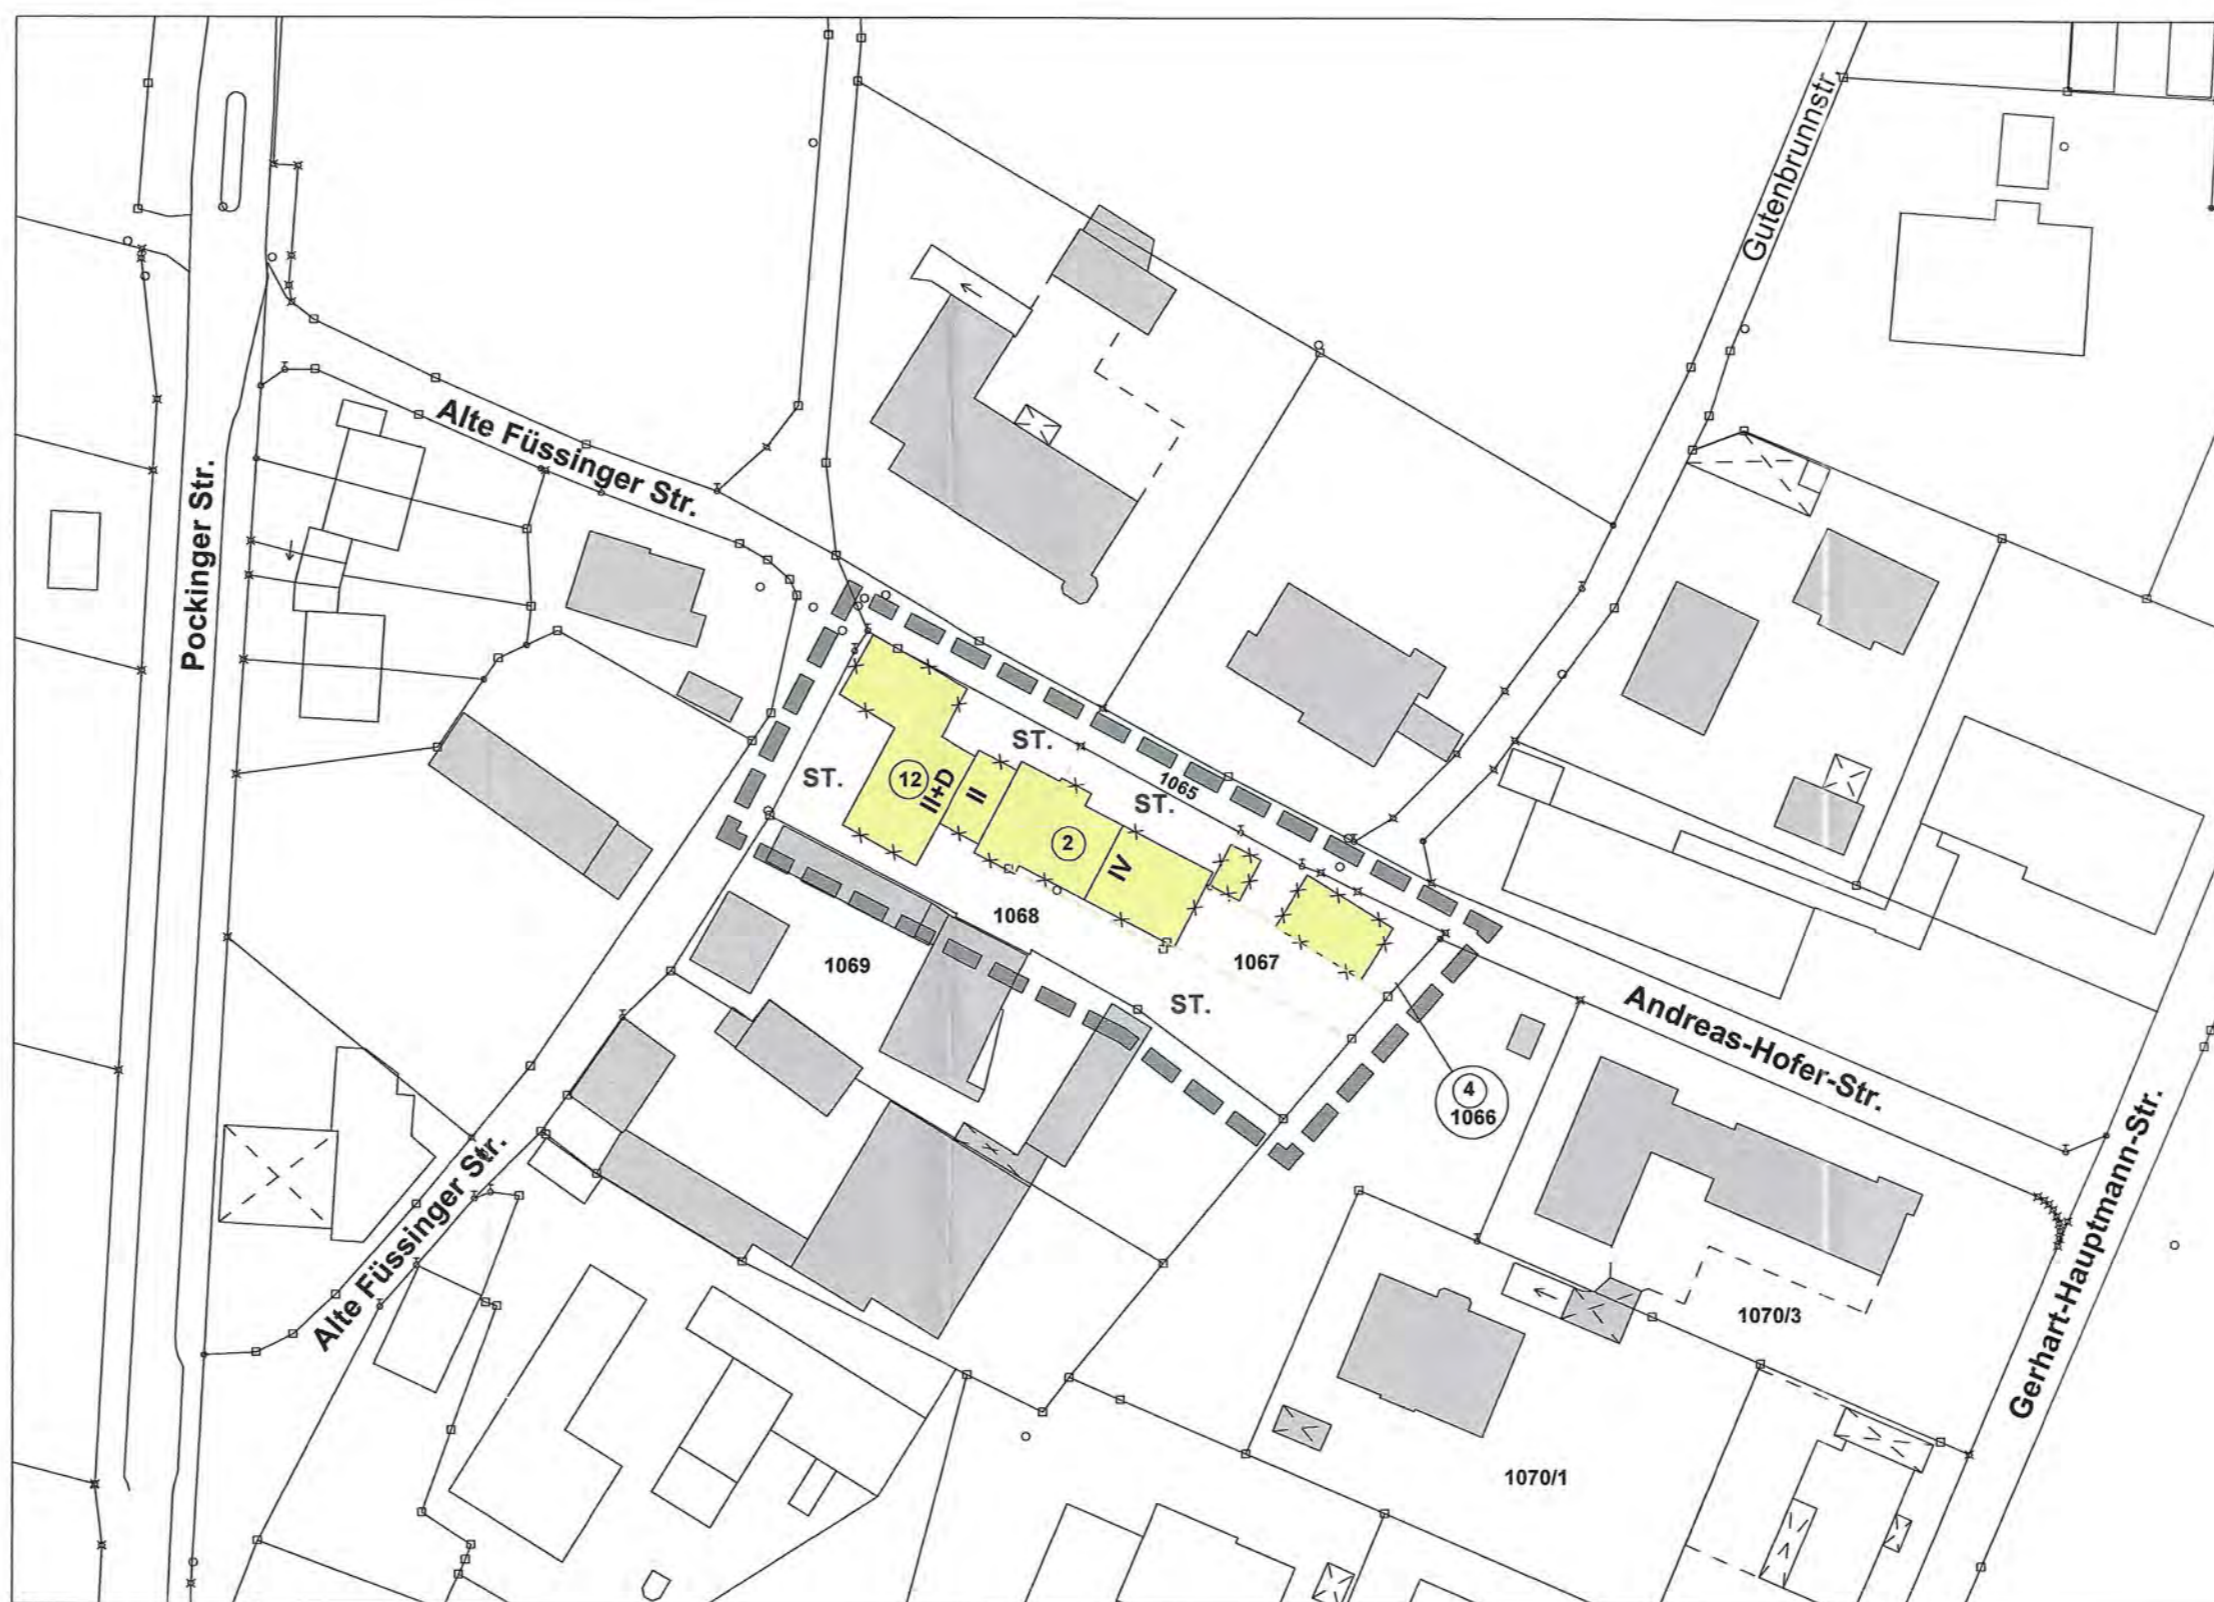 Gutenbrunnstr.
Alte Füssinger Str.
Pockinger Str.
ST.
ST.
12
II+D
II
1065
ST.
2
IV
1068
1069
1067
ST.
Andreas-Hofer-Str.
4
1066
Alte Füssinger Str.
Gerhart-Hauptmann-Str.
1070/3
1070/1